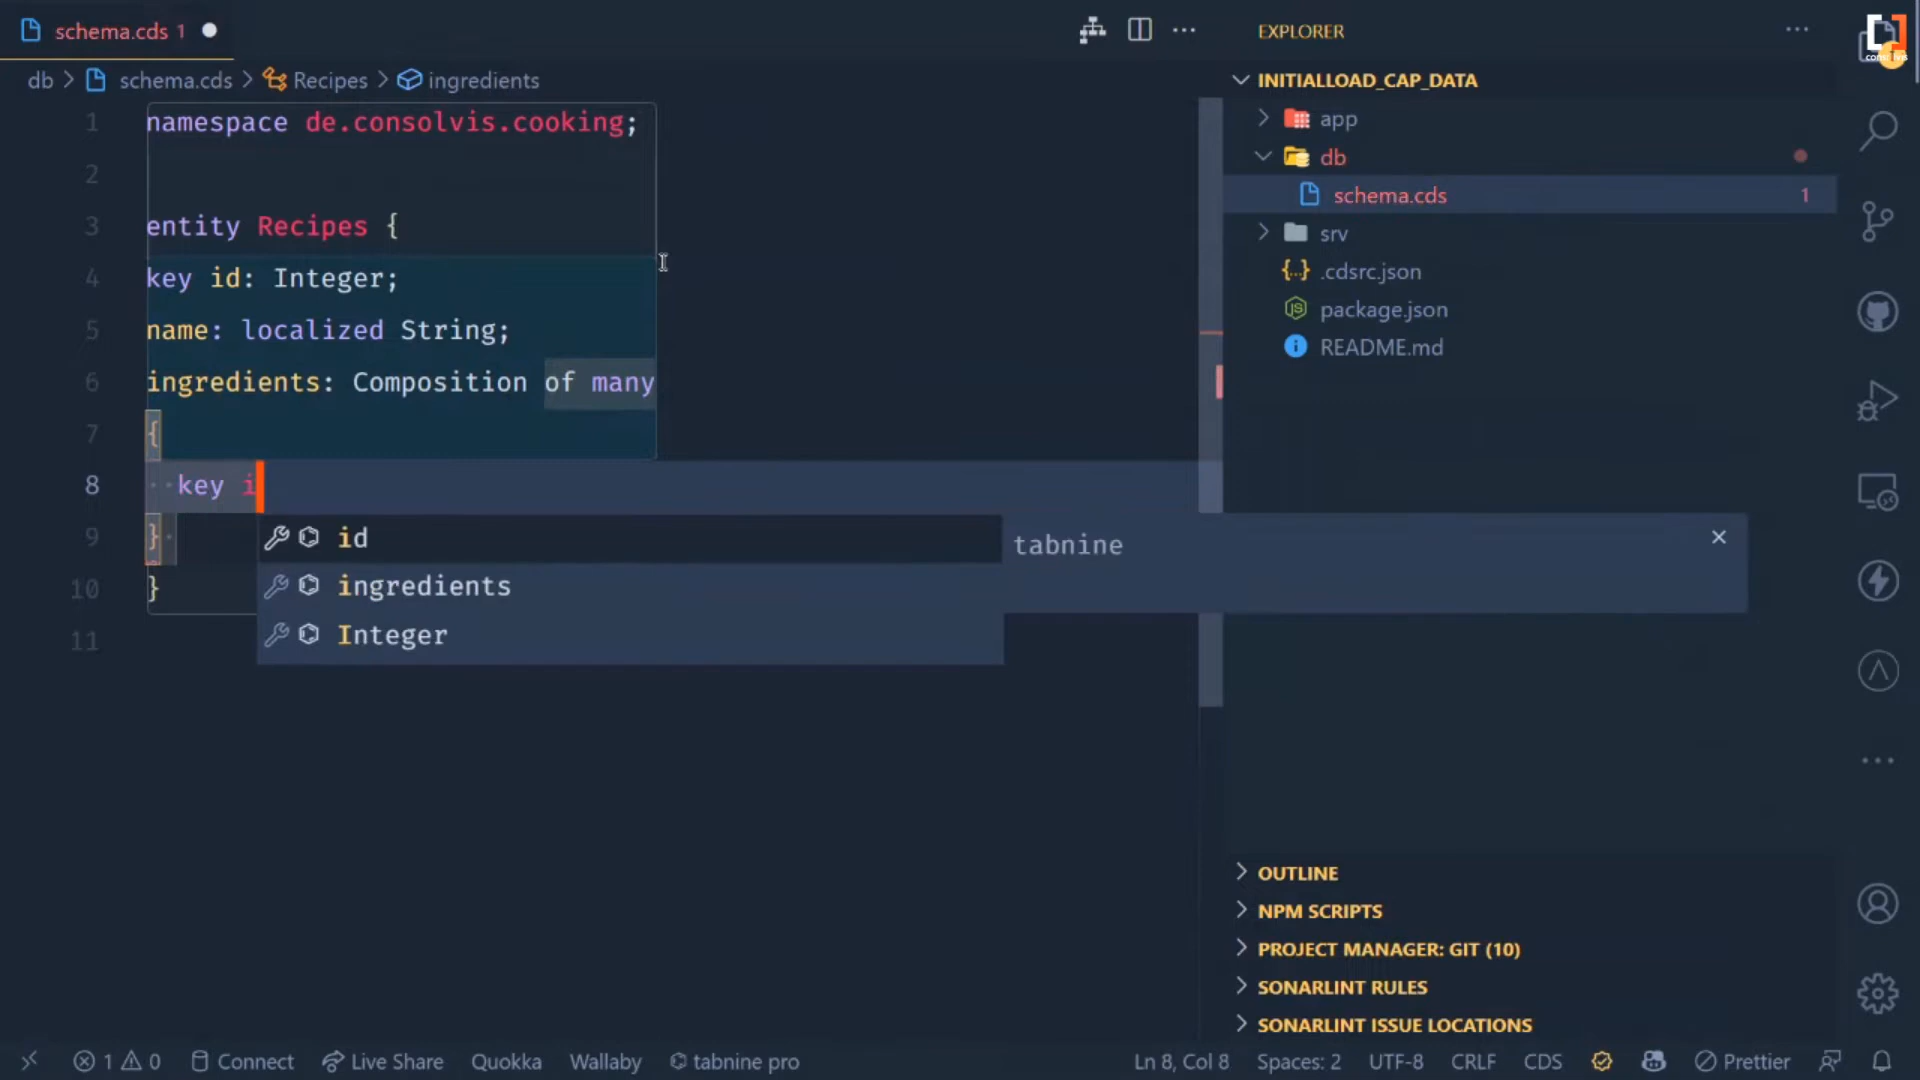 schema.cds 1
EXPLORER
consolvis
db > schema.cds > Recipes > ingredients
INITIALLOAD_CAP_DATA
app
db
schema.cds 1
srv
.cdsrc.json
package.json
README.md
1 namespace de.consolvis.cooking;
2
3 entity Recipes {
4 key id: Integer;
5 name: localized String;
6 ingredients: Composition of many
7 {
8 key i
9 }
10 }
11
id
ingredients
Integer
tabnine
OUTLINE
NPM SCRIPTS
PROJECT MANAGER: GIT (10)
SONARLINT RULES
SONARLINT ISSUE LOCATIONS
1 0 Connect Live Share Quokka Wallaby tabnine pro Ln 8, Col 8 Spaces: 2 UTF-8 CRLF CDS Prettier